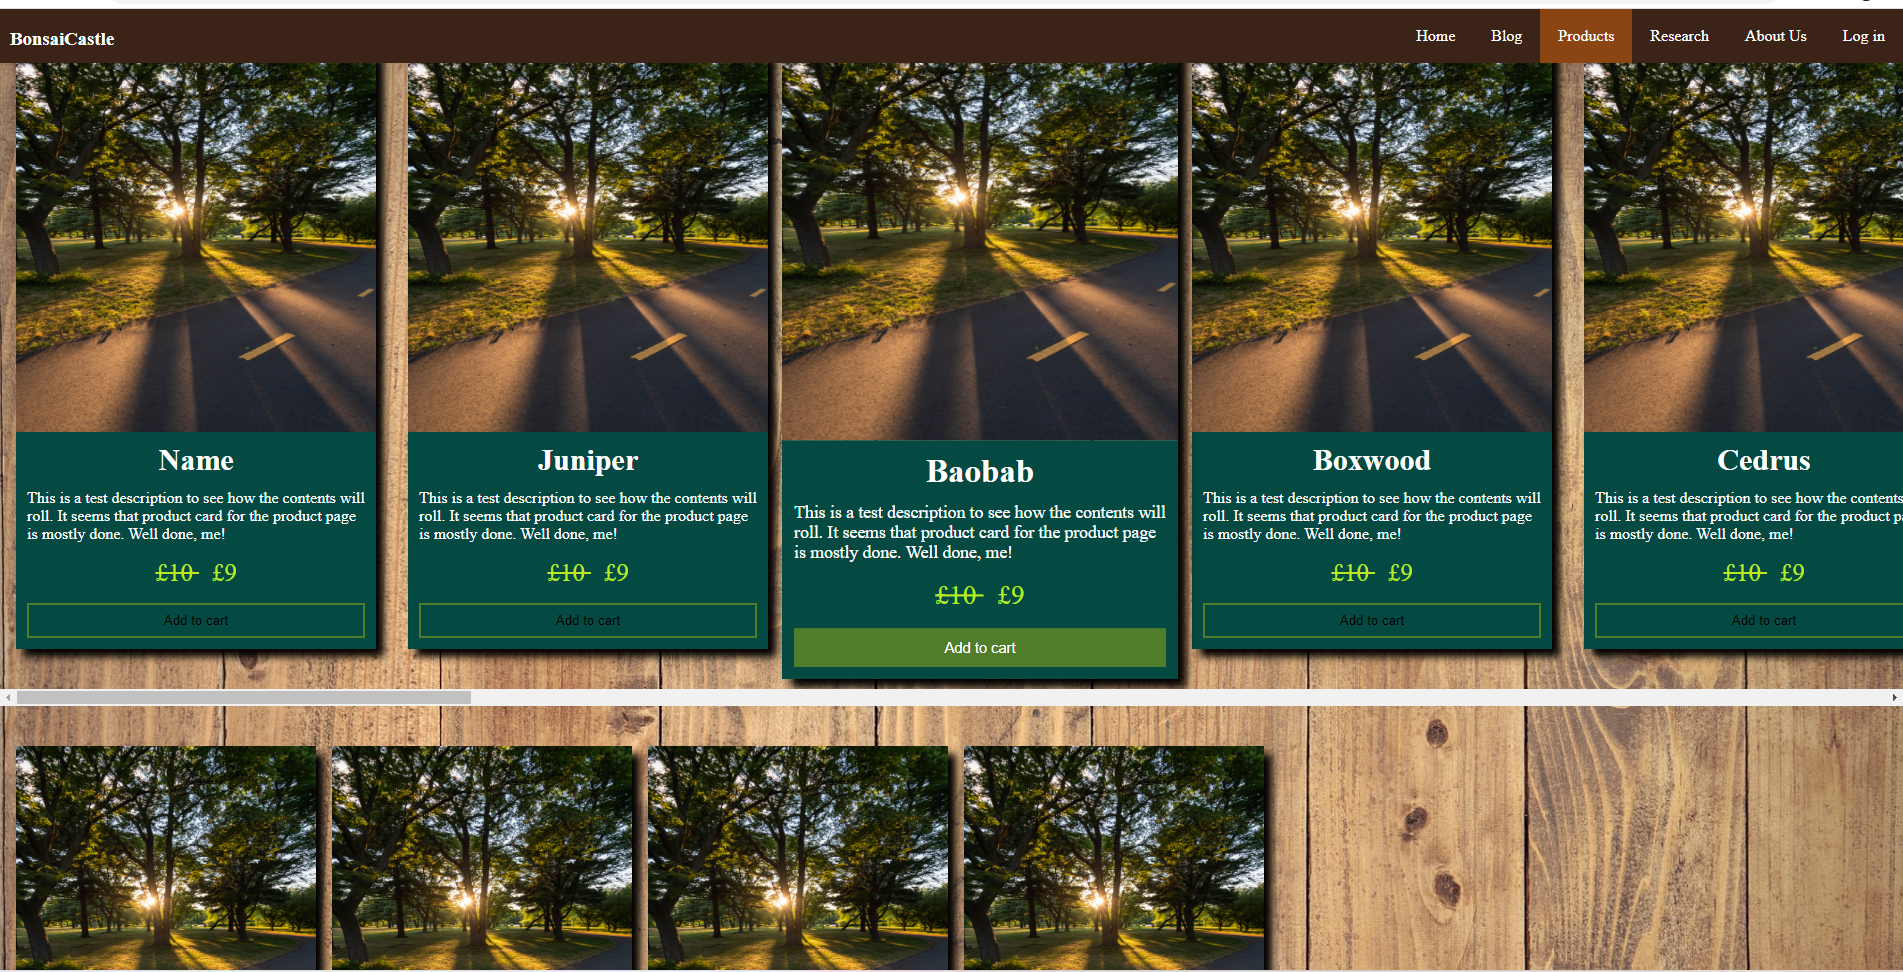 BonsaiCastle
Home Blog Products Research About Us Log in
Name
This is a test description to see how the contents will
roll. It seems that product card for the product page
is mostly done. Well done, me!
£10 £9
Add to cart
Juniper
This is a test description to see how the contents will
roll. It seems that product card for the product page
is mostly done. Well done, me!
£10 £9
Add to cart
Baobab
This is a test description to see how the contents will
roll. It seems that product card for the product page
is mostly done. Well done, me!
£10 £9
Add to cart
Boxwood
This is a test description to see how the contents will
roll. It seems that product card for the product page
is mostly done. Well done, me!
£10 £9
Add to cart
Cedrus
This is a test description to see how the contents
roll. It seems that product card for the product
is mostly done. Well done, me!
£10 £9
Add to cart